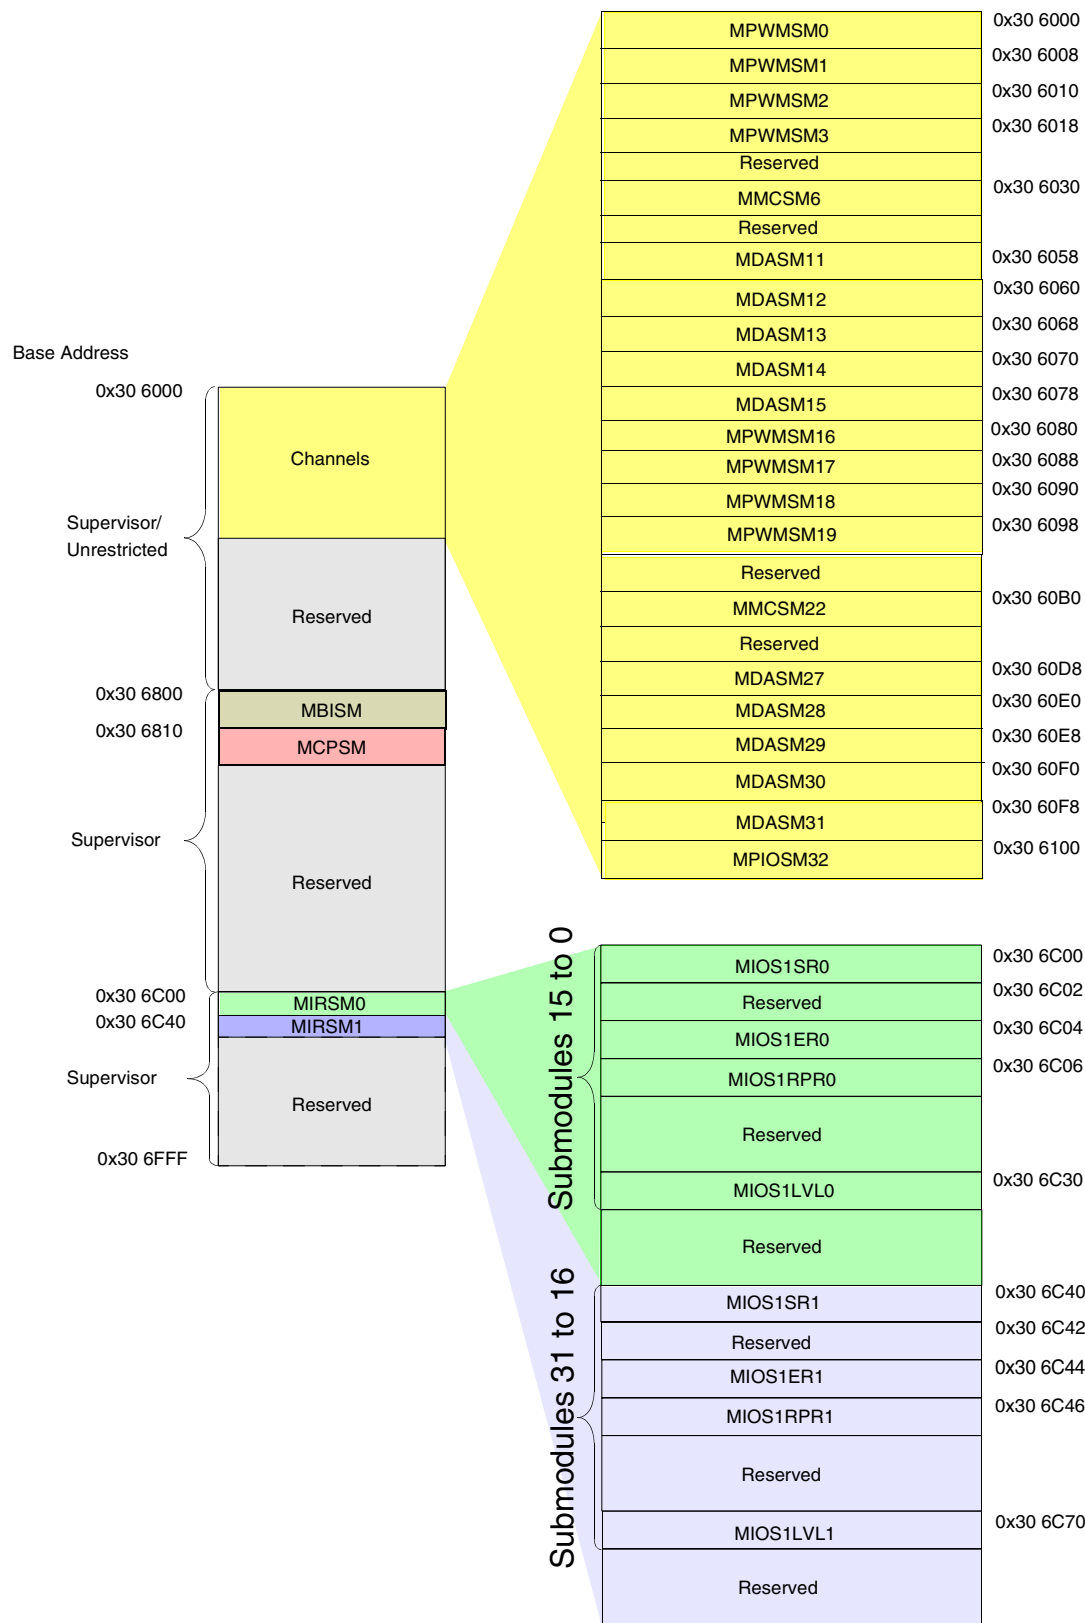 MPWMSM0 0x30 6000
MPWMSM1 0x30 6008
MPWMSM2 0x30 6010
MPWMSM3 0x30 6018
Reserved
MMCSM6 0x30 6030
Reserved
MDASM11 0x30 6058
MDASM12 0x30 6060
MDASM13 0x30 6068
MDASM14 0x30 6070
MDASM15 0x30 6078
MPWMSM16 0x30 6080
MPWMSM17 0x30 6088
MPWMSM18 0x30 6090
MPWMSM19 0x30 6098
Reserved
MMCSM22 0x30 60B0
Reserved
MDASM27 0x30 60D8
MDASM28 0x30 60E0
MDASM29 0x30 60E8
MDASM30 0x30 60F0
MDASM31 0x30 60F8
MPIOSM32 0x30 6100
Base Address
0x30 6000
Channels
Supervisor/
Unrestricted
Reserved
0x30 6800
MBISM
0x30 6810
MCPSM
Supervisor
Reserved
0x30 6C00
MIRSM0
0x30 6C40
MIRSM1
Supervisor
Reserved
0x30 6FFF
Submodules 15 to 0
MIOS1SR0 0x30 6C00
Reserved 0x30 6C02
MIOS1ER0 0x30 6C04
MIOS1RPR0 0x30 6C06
Reserved
MIOS1LVL0 0x30 6C30
Reserved
Submodules 31 to 16
MIOS1SR1 0x30 6C40
Reserved 0x30 6C42
MIOS1ER1 0x30 6C44
MIOS1RPR1 0x30 6C46
Reserved
MIOS1LVL1 0x30 6C70
Reserved